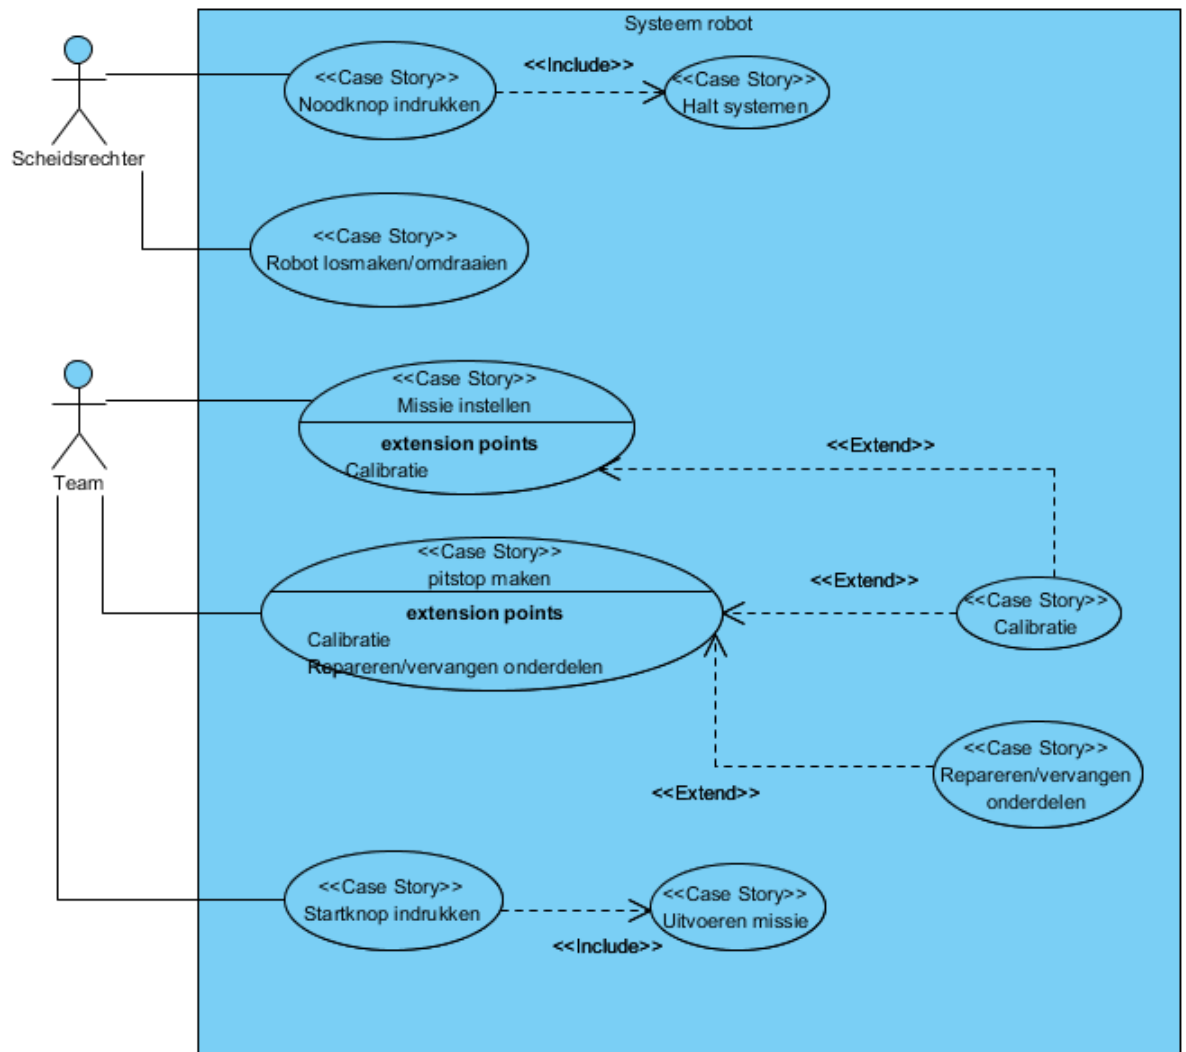 Systeem robot
<<Case Story>>
Noodknop indrukken
<<Include>>
<<Case Story>>
Halt systemen
Scheidsrechter
<<Case Story>>
Robot losmaken/omdraaien
Team
<<Case Story>>
Missie instellen
extension points
Calibratie
<<Extend>>
<<Case Story>>
pitstop maken
extension points
Calibratie
Repareren/vervangen onderdelen
<<Extend>>
<<Case Story>>
Calibratie
<<Extend>>
<<Case Story>>
Repareren/vervangen
onderdelen
<<Case Story>>
Startknop indrukken
<<Include>>
<<Case Story>>
Uitvoeren missie